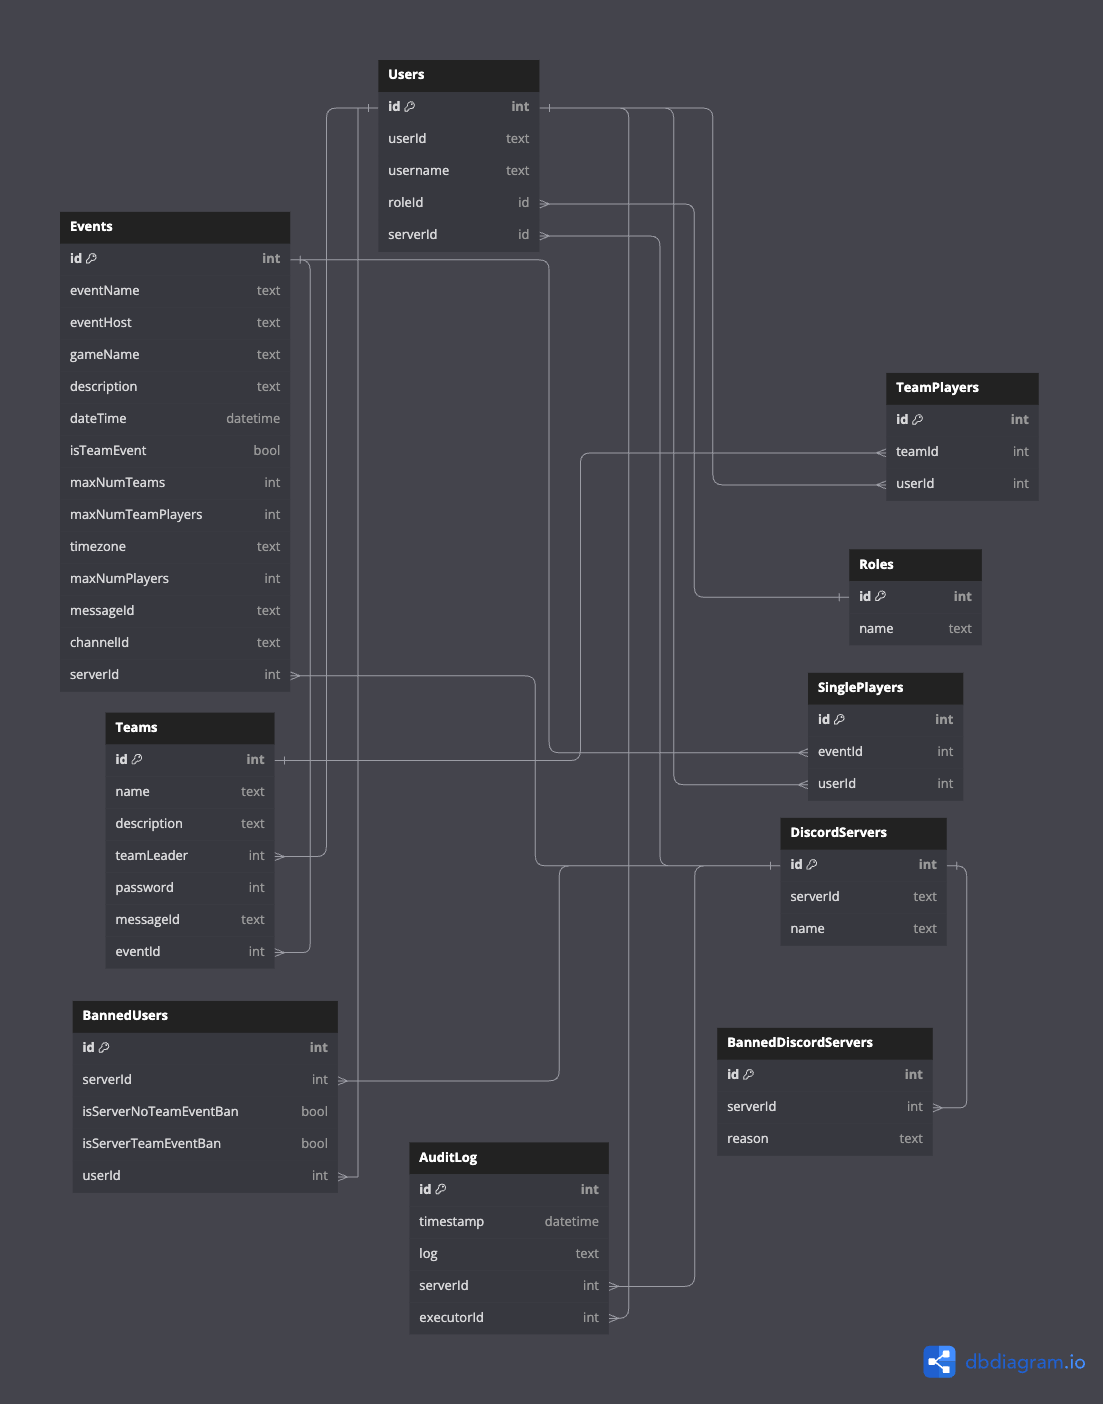 Users
id int
userId text
username text
roleId id
serverId id
Events
id int
eventName text
eventHost text
gameName text
description text
dateTime datetime
isTeamEvent bool
maxNumTeams int
maxNumTeamPlayers int
timezone text
maxNumPlayers int
messageId text
channelId text
serverId int
TeamPlayers
id int
teamId int
userId int
Roles
id int
name text
SinglePlayers
id int
eventId int
userId int
Teams
id int
name text
description text
teamLeader int
password int
messageId text
eventId int
DiscordServers
id int
serverId text
name text
BannedUsers
id int
serverId int
isServerNoTeamEventBan bool
isServerTeamEventBan bool
userId int
BannedDiscordServers
id int
serverId int
reason text
AuditLog
id int
timestamp datetime
log text
serverId int
executorId int
dbdiagram.io